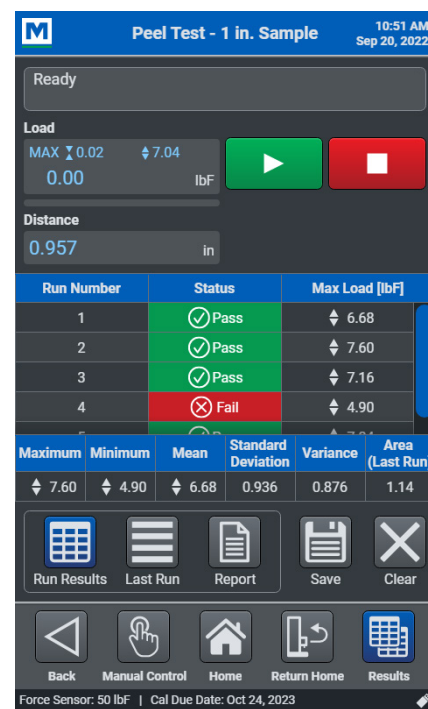 M
Peel Test - 1 in. Sample
10:51 AM
Sep 20, 2022
Ready
Load
MAX 0.02 7.04
0.00 lbF
Distance
0.957 in
Run Number Status Max Load [lbF]
1 Pass 6.68
2 Pass 7.60
3 Pass 7.16
4 Fail 4.90
Maximum Minimum Mean Standard Deviation Variance Area (Last Run
7.60 4.90 6.68 0.936 0.876 1.14
Run Results Last Run Report Save Clear
Back Manual Control Home Return Home Results
Force Sensor: 50 lbF | Cal Due Date: Oct 24, 2023